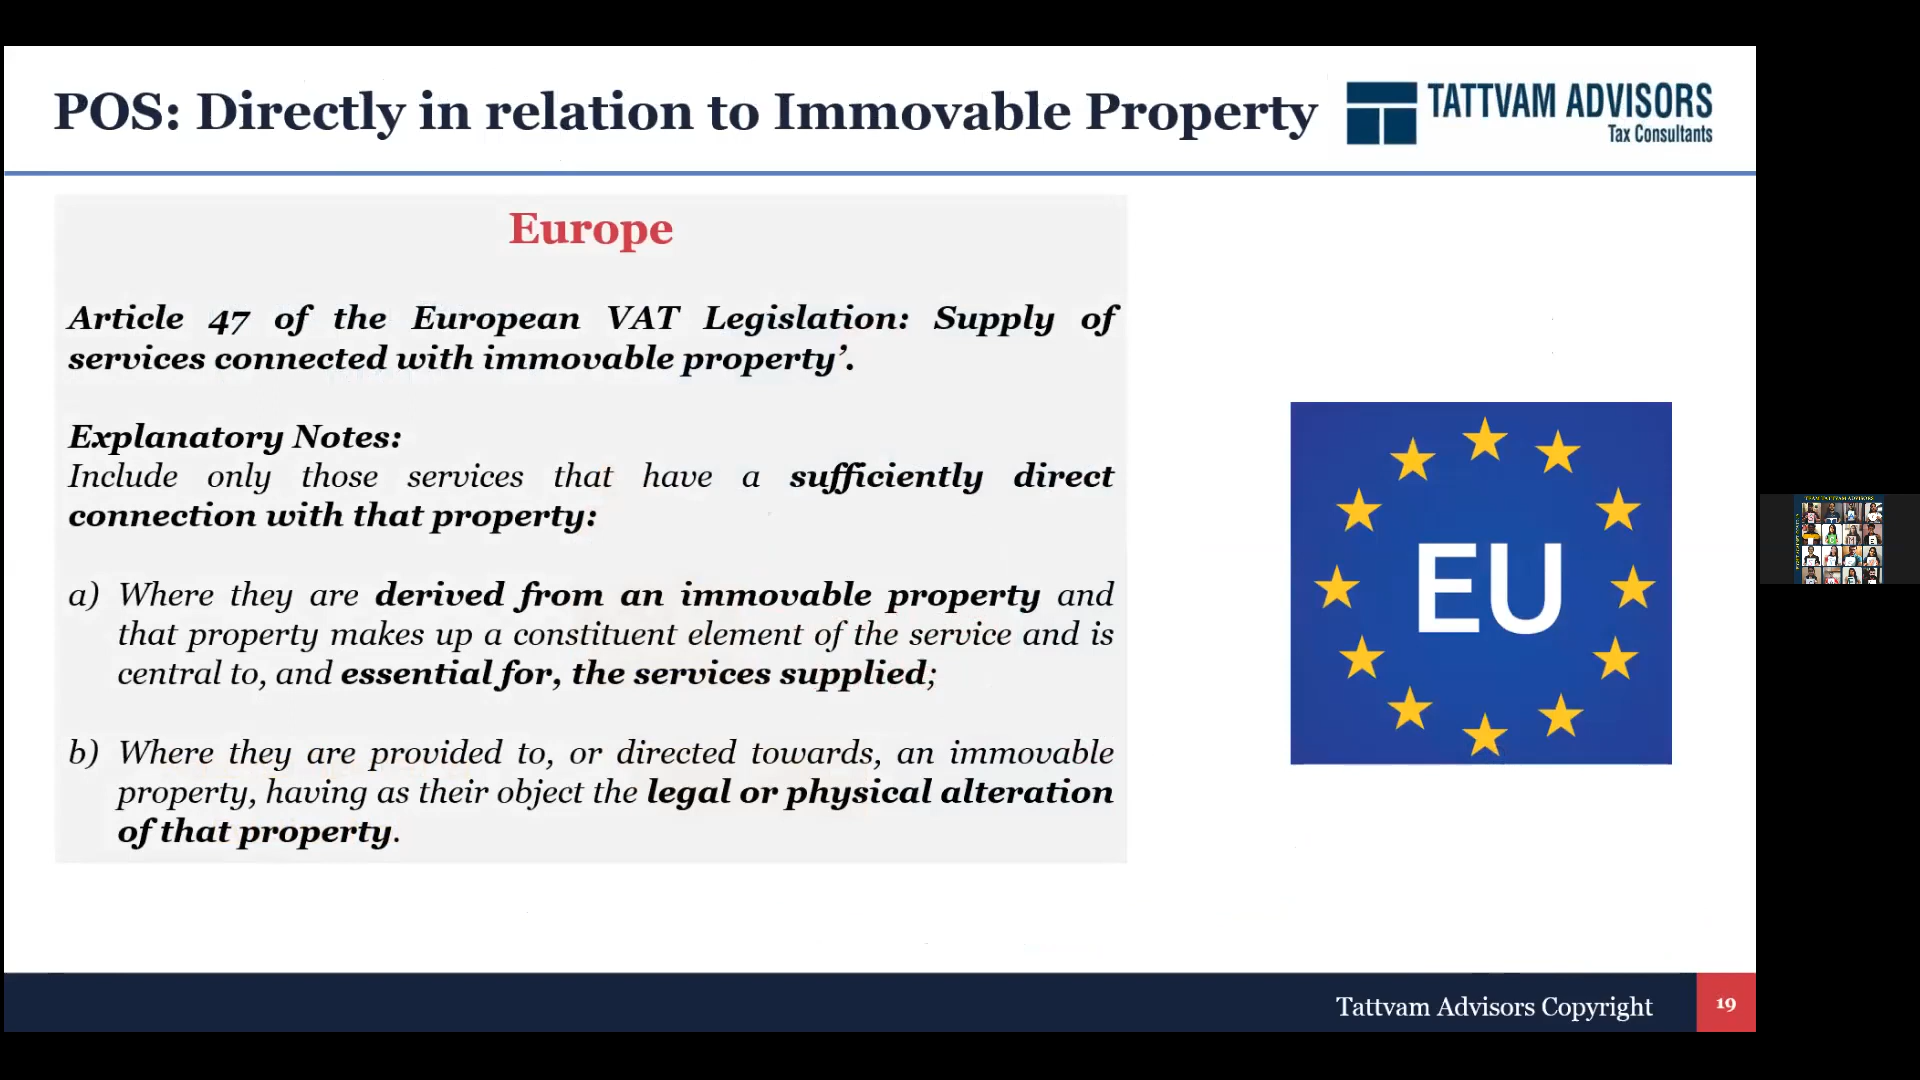 POS: Directly in relation to Immovable Property
TATTVAM ADVISORS
Tax Consultants
Europe
Article 47 of the European VAT Legislation: Supply of
services connected with immovable property’.
Explanatory Notes:
Include only those services that have a sufficiently direct
connection with that property:
a) Where they are derived from an immovable property and
that property makes up a constituent element of the service and is
central to, and essential for, the services supplied;
b) Where they are provided to, or directed towards, an immovable
property, having as their object the legal or physical alteration
of that property.
EU
TEAM TATTVAM ADVISORS
Tattvam Advisors Copyright
19